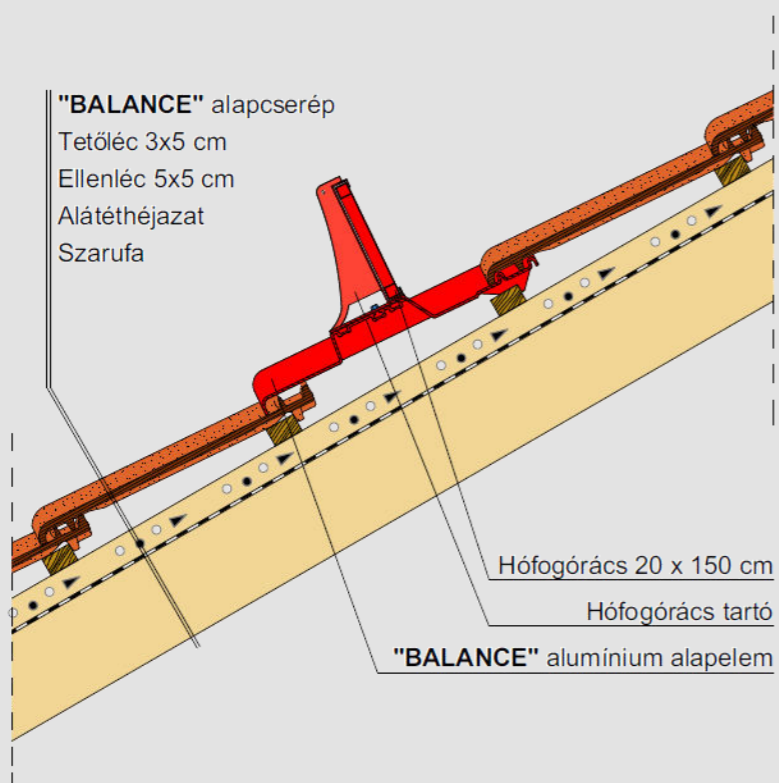 "BALANCE" alapcserép
Tetőléc 3x5 cm
Ellenléc 5x5 cm
Alátéthéjazat
Szarufa
Hófogórács 20 x 150 cm
Hófogórács tartó
"BALANCE" alumínium alapelem